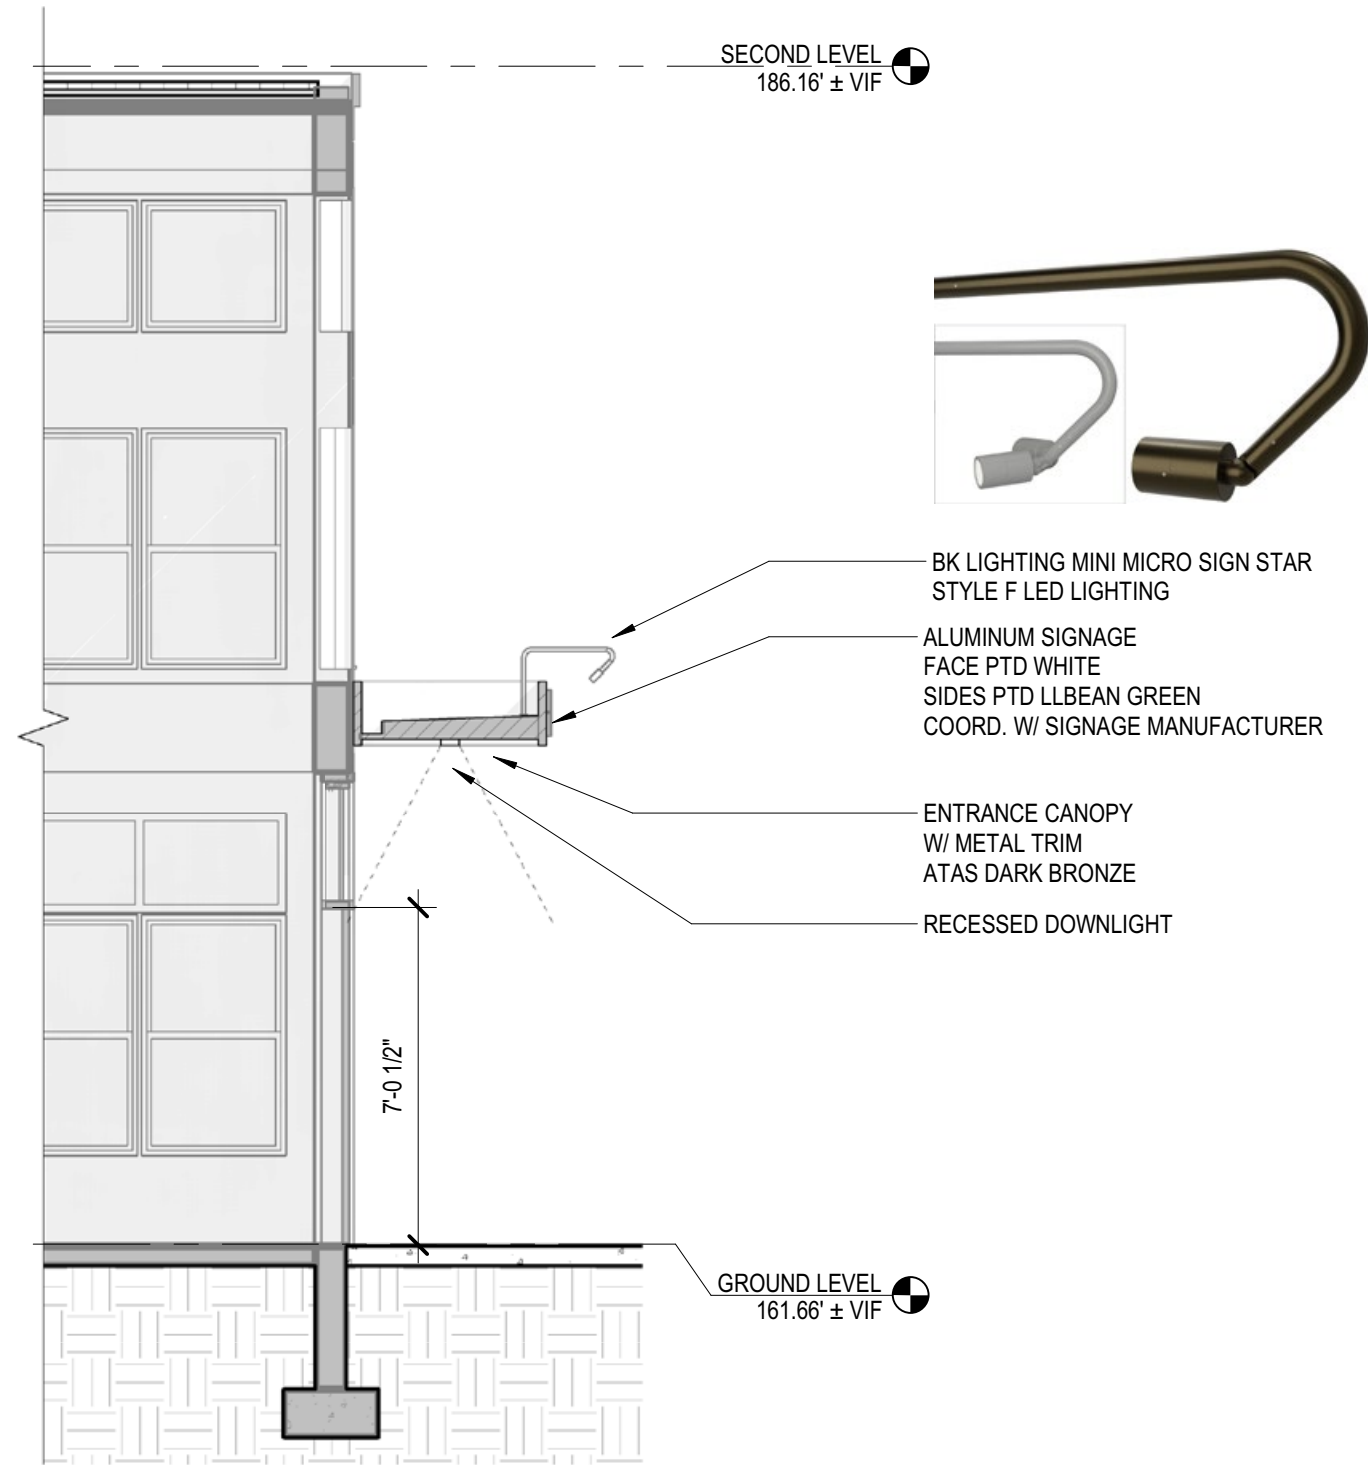 SECOND LEVEL
186.16' ± VIF
BK LIGHTING MINI MICRO SIGN STAR
STYLE F LED LIGHTING
ALUMINUM SIGNAGE
FACE PTD WHITE
SIDES PTD LLBEAN GREEN
COORD. W/ SIGNAGE MANUFACTURER
ENTRANCE CANOPY
W/ METAL TRIM
ATAS DARK BRONZE
RECESSED DOWNLIGHT
7'-0 1/2"
GROUND LEVEL
161.66' ± VIF